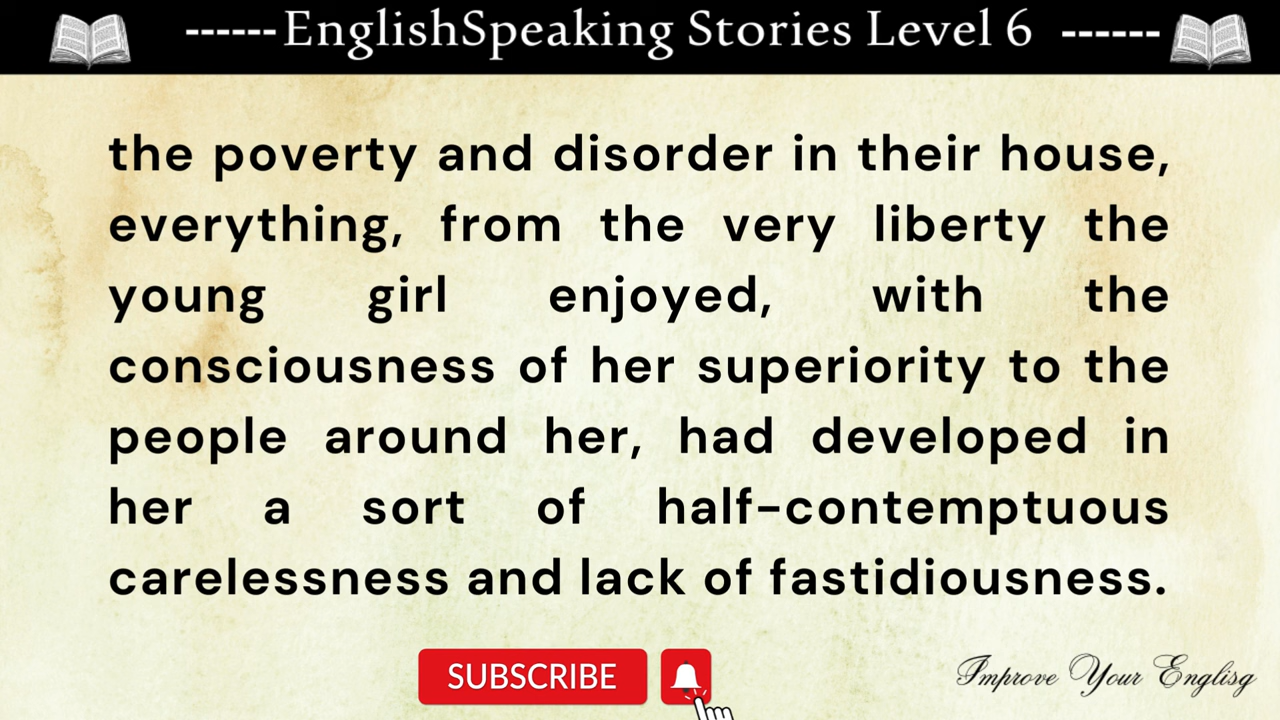 ------EnglishSpeaking Stories Level 6 ------
the poverty and disorder in their house,
everything, from the very liberty the
young girl enjoyed, with the
consciousness of her superiority to the
people around her, had developed in
her a sort of half-contemptuous
carelessness and lack of fastidiousness.
SUBSCRIBE
Improve Your Englisg